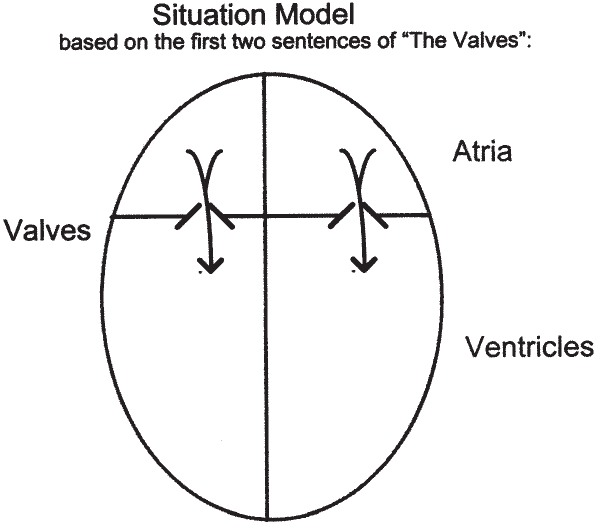 Situation Model
based on the first two sentences of “The Valves”:
Atria
Valves
Ventricles